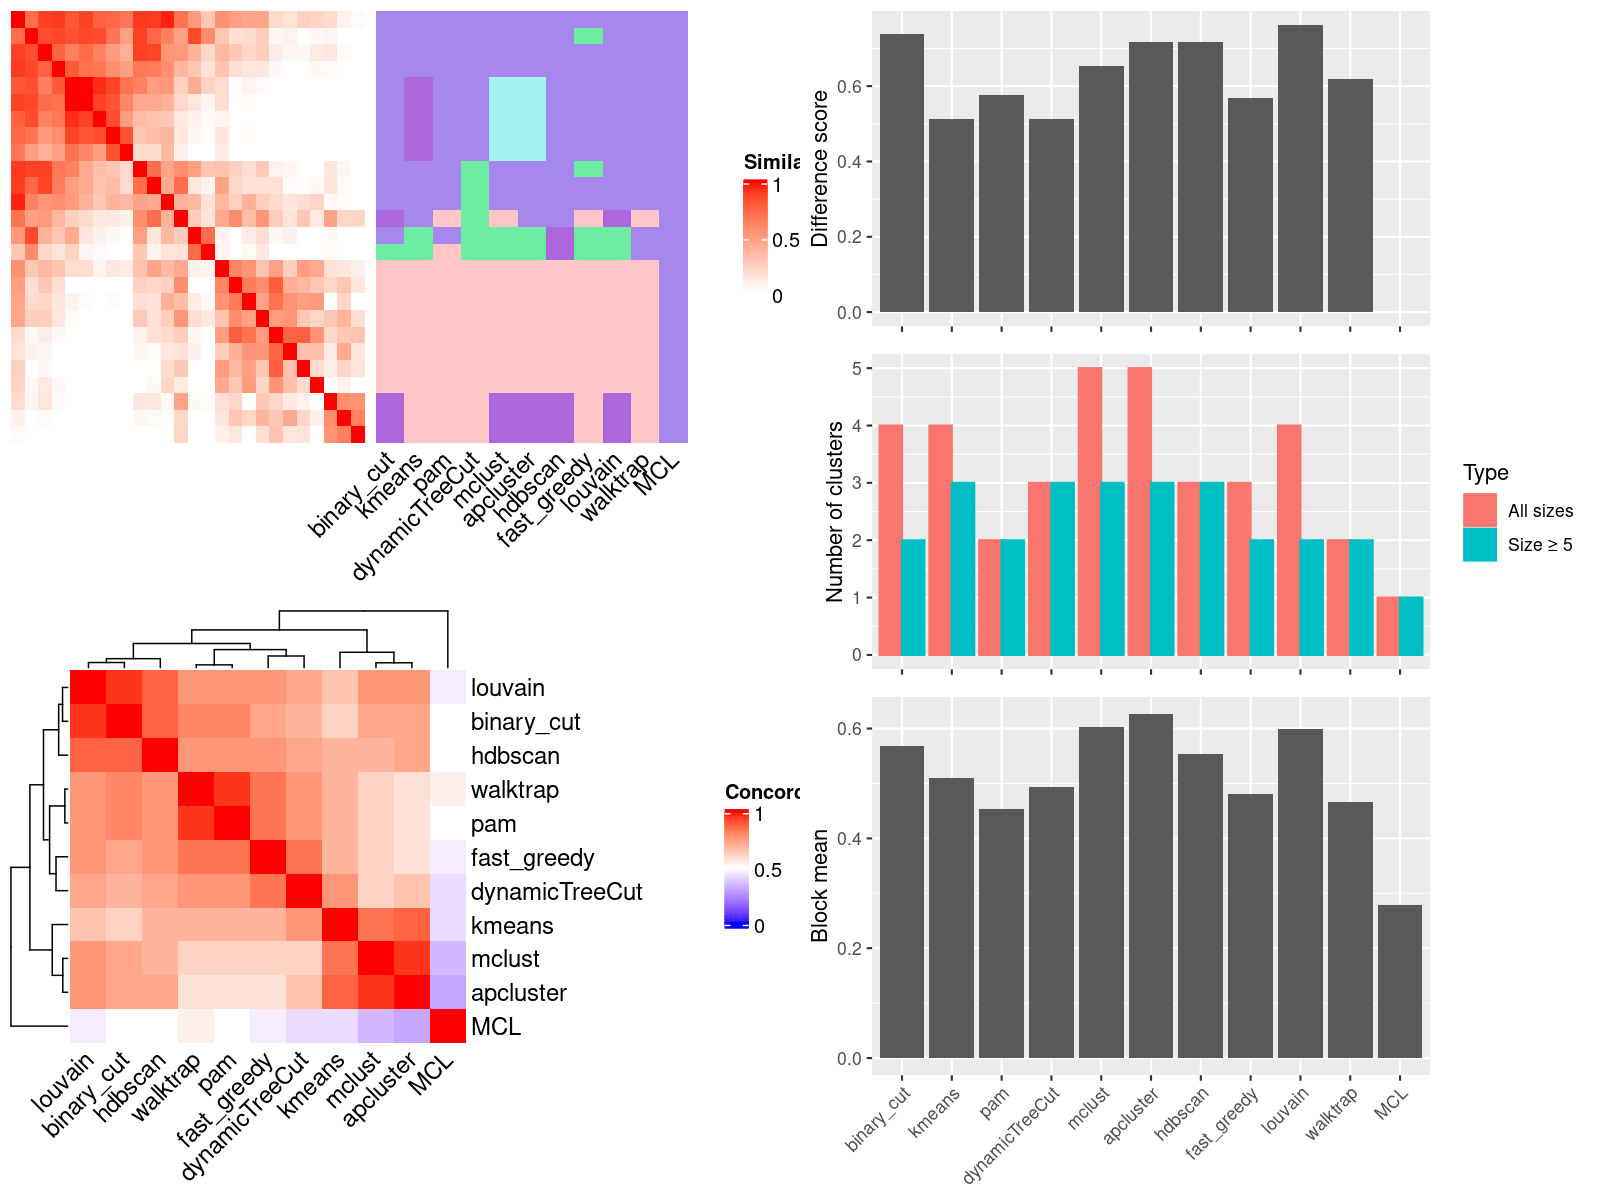 Simila
1
0.5
0
binary_cut
kmeans
pam
dynamicTreeCut
mclust
apcluster
hdbscan
fast_greedy
louvain
walktrap
MCL
louvain
binary_cut
hdbscan
walktrap
pam
fast_greedy
dynamicTreeCut
kmeans
mclust
apcluster
MCL
Concord
1
0.5
0
louvain
binary_cut
hdbscan
walktrap
pam
fast_greedy
dynamicTreeCut
kmeans
mclust
apcluster
MCL
Difference score
0.6
0.4
0.2
0.0
Number of clusters
5
4
3
2
1
0
Type
All sizes
Size ≥ 5
Block mean
0.6
0.4
0.2
0.0
binary_cut
kmeans
pam
dynamicTreeCut
mclust
apcluster
hdbscan
fast_greedy
louvain
walktrap
MCL